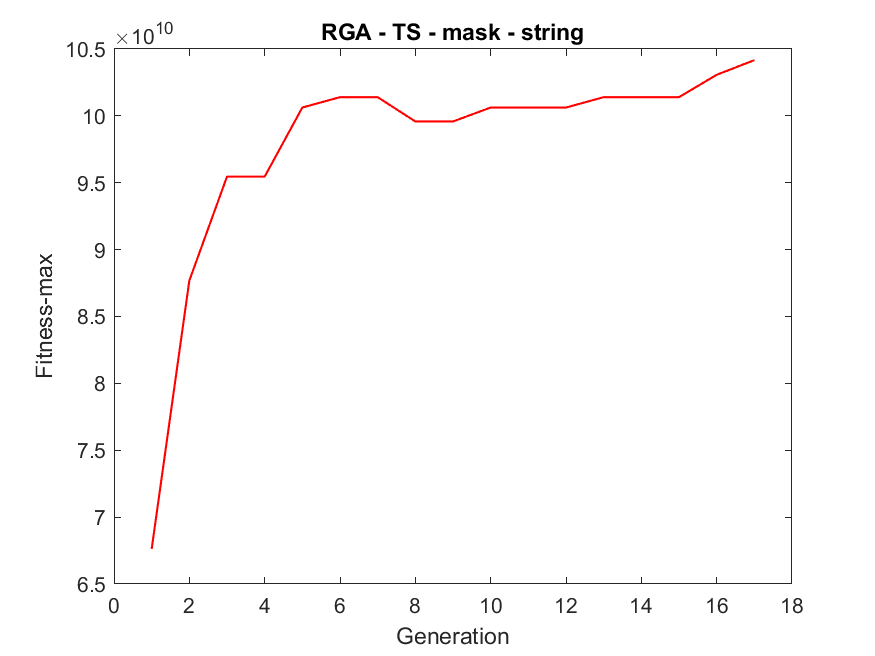 RGA - TS - mask - string
×10^10
10.5
10
9.5
9
8.5
8
7.5
7
6.5
Fitness-max
0 2 4 6 8 10 12 14 16 18
Generation